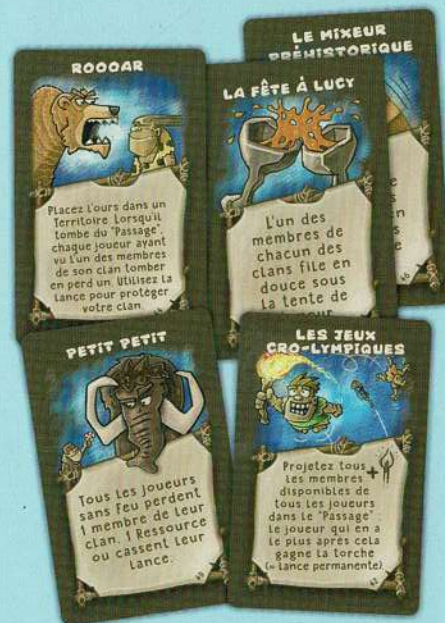 ROOOAR
Placez l'ours dans un
Territoire. Lorsqu'il
tombe du "Passage",
chaque joueur ayant
vu l'un des membres
de son clan tomber
en perd un. Utilisez la
lance pour protéger
votre clan.
LE MIXEUR
PRÉHISTORIQUE
LA FÊTE À LUCY
L'un des
membres de
chacun des
clans file en
douce sous
la tente de
PETIT PETIT
Tous les joueurs
sans Feu perdent
1 membre de leur
clan, 1 Ressource
ou cassent leur
Lance.
LES JEUX
CRO-LYMPIQUES
Projetez tous
les membres
disponibles de
tous les joueurs
dans le "Passage" :
le joueur qui en a
le plus après cela
gagne la torche
(= lance permanente).